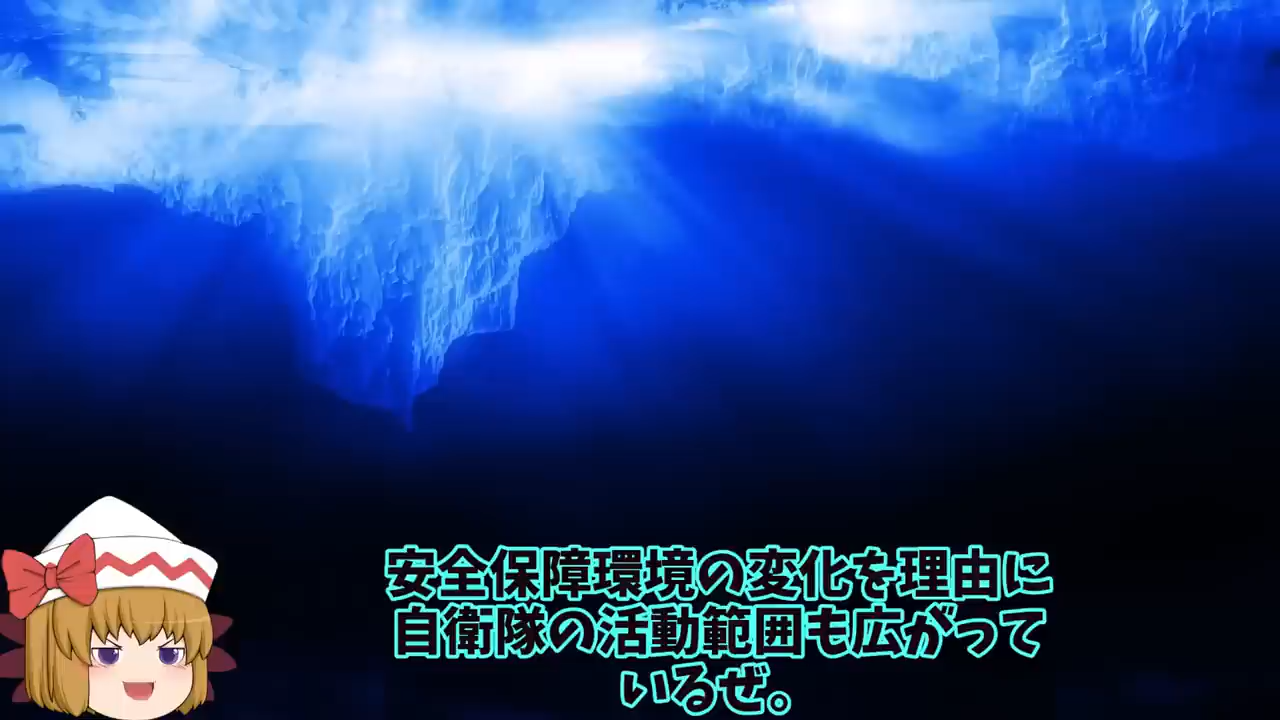 安全保障環境の変化を理由に
自衛隊の活動範囲も広がって
いるぜ。